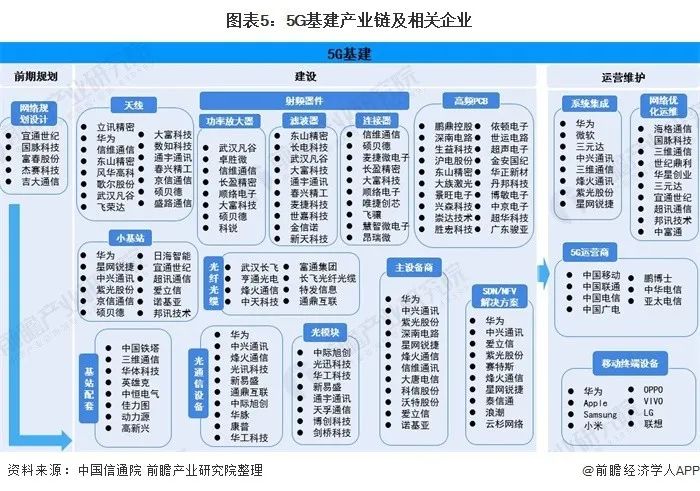 图表5：5G基建产业链及相关企业
5G基建
前期规划
网络规划设计
宜通世纪
国脉科技
富春股份
杰赛科技
吉大通信
建设
天线
立讯精密
华为
信维通信
东山精密
风华高科
歌尔股份
武汉凡谷
飞荣达
大富科技
数知科技
通宇通讯
春兴精工
京信通信
硕贝德
盛路通信
射频器件
功率放大器
武汉凡谷
卓胜微
信维通信
长盈精密
顺络电子
大富科技
硕贝德
科锐
滤波器
东山精密
长电科技
武汉凡谷
大富科技
通宇通讯
春兴精工
麦捷科技
世嘉科技
金信诺
新天科技
连接器
信维通信
硕贝德
麦捷微电子
长盈精密
大富科技
顺络电子
唯捷创芯
飞骧
慧智微电子
昂瑞微
高频PCB
鹏鼎控股
深南电路
生益科技
沪电股份
东山精密
大族激光
景旺电子
兴森科技
崇达技术
胜宏科技
依顿电子
世运电路
超声电子
金安国纪
华正新材
丹邦科技
博敏电子
中京电子
超华科技
广东骏亚
小基站
华为
星网锐捷
中兴通讯
紫光股份
京信通信
硕贝德
日海智能
宜通世纪
超讯通信
爱立信
诺基亚
邦讯技术
光纤光缆
武汉长飞
亨通光电
烽火通信
中天科技
富通集团
长飞光纤光缆
特发信息
通鼎互联
主设备商
华为
中兴通讯
紫光股份
深南电路
星网锐捷
烽火通信
信维通讯
大唐电信
科信股份
沃特股份
爱立信
诺基亚
SDN/NFV解决方案
华为
中兴通讯
爱立信
紫光股份
赛特斯
烽火通信
星网锐捷
泰信通
浪潮
云杉网络
基站配套
中国铁塔
三维通信
华体科技
英雄克
中恒电气
佳力图
动力源
高新兴
光通信设备
华为
中兴通讯
烽火通信
光讯科技
新易盛
通鼎互联
中际旭创
华脉
康普
华工科技
光模块
中际旭创
光迅科技
华工科技
新易盛
通宇通讯
天孚通信
博创科技
剑桥科技
运营维护
系统集成
华为
微软
三元达
中兴通讯
三维通信
烽火通信
紫光股份
星网锐捷
网络优化运维
海格通信
国脉科技
三维通信
世纪鼎利
华星创业
三元达
宜通世纪
超讯通信
邦讯技术
中富通
5G运营商
中国移动
中国联通
中国电信
中国广电
鹏博士
中华电信
亚太电信
移动终端设备
华为
Apple
Samsung
小米
OPPO
VIVO
LG
联想
资料来源：中国信通院 前瞻产业研究院整理
@前瞻经济学人APP